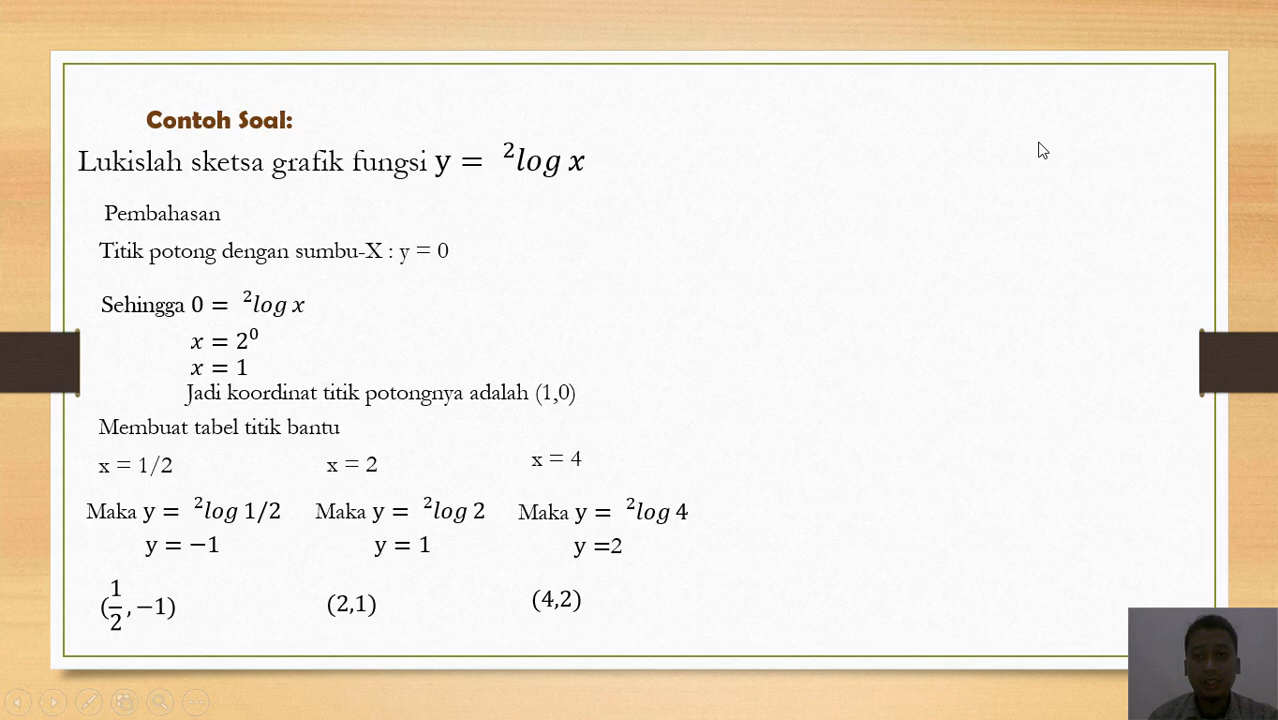 Contoh Soal:
Lukislah sketsa grafik fungsi y = ²log x
Pembahasan
Titik potong dengan sumbu-X : y = 0
Sehingga 0 = ²log x
x = 2⁰
x = 1
Jadi koordinat titik potongnya adalah (1,0)
Membuat tabel titik bantu
x = 1/2 x = 2 x = 4
Maka y = ²log 1/2 Maka y = ²log 2 Maka y = ²log 4
y = −1 y = 1 y =2
(1/2, −1) (2,1) (4,2)